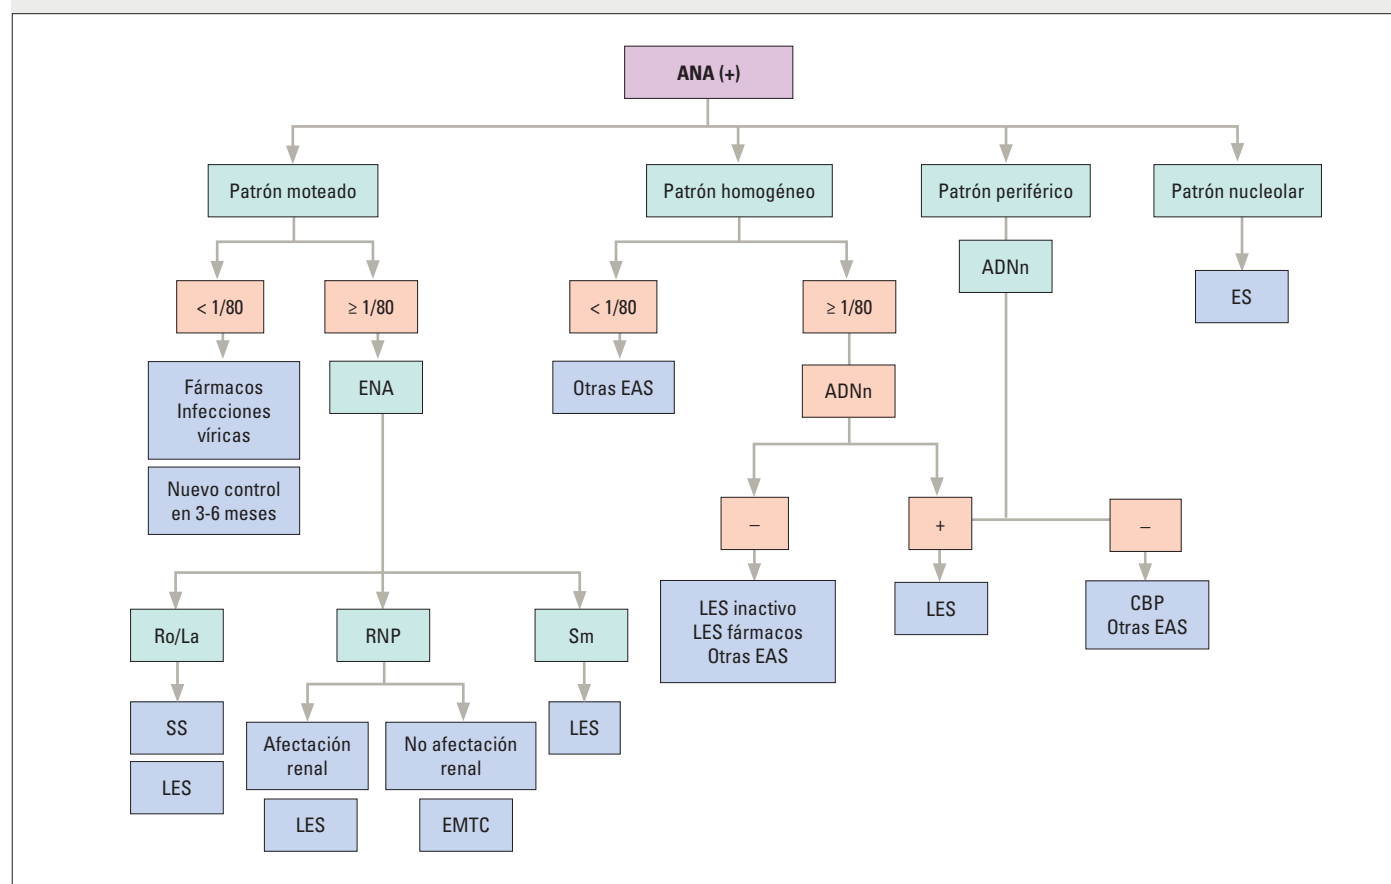 ANA (+)
Patrón moteado
Patrón homogéneo
Patrón periférico
Patrón nucleolar
< 1/80
≥ 1/80
< 1/80
≥ 1/80
ADNn
ES
Fármacos
Infecciones
víricas
Nuevo control
en 3-6 meses
ENA
Otras EAS
ADNn
–
+
–
LES inactivo
LES fármacos
Otras EAS
LES
CBP
Otras EAS
Ro/La
RNP
Sm
SS
LES
Afectación
renal
LES
No afectación
renal
EMTC
LES